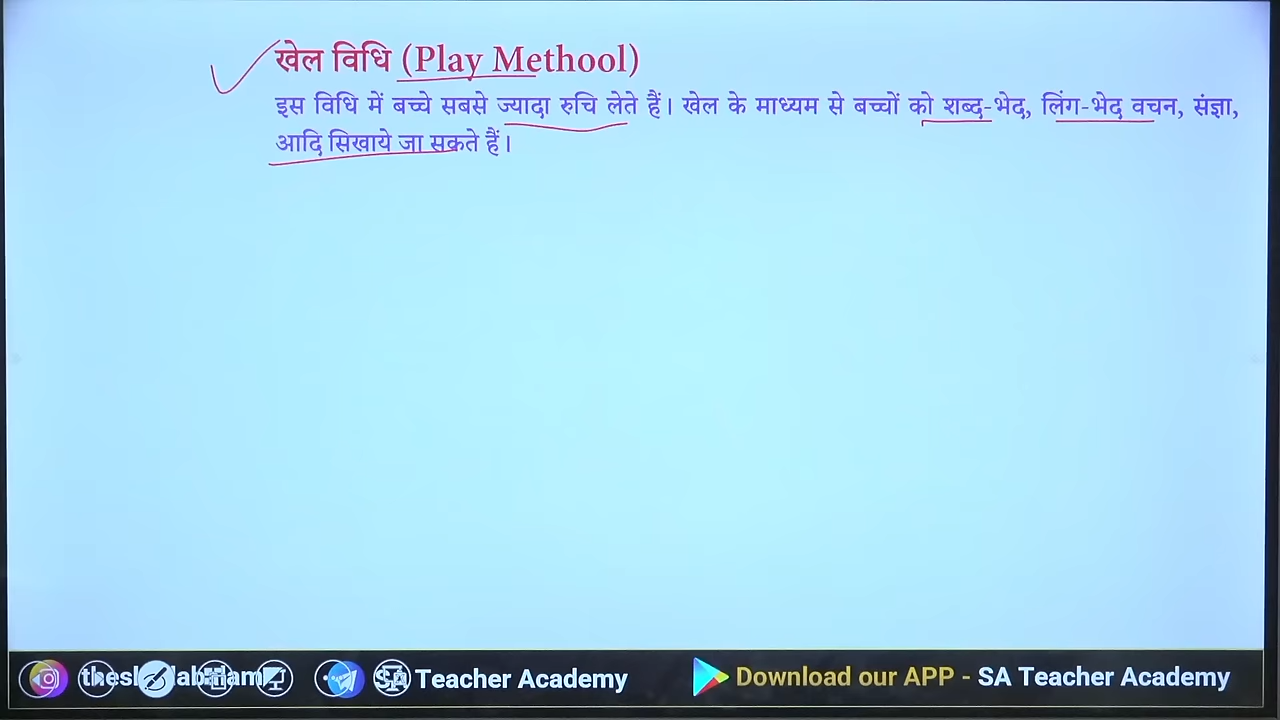 खेल विधि (Play Methool)
इस विधि में बच्चे सबसे ज्यादा रुचि लेते हैं। खेल के माध्यम से बच्चों को शब्द-भेद, लिंग-भेद वचन, संज्ञा,
आदि सिखाये जा सकते हैं।
SA Teacher Academy
Download our APP - SA Teacher Academy